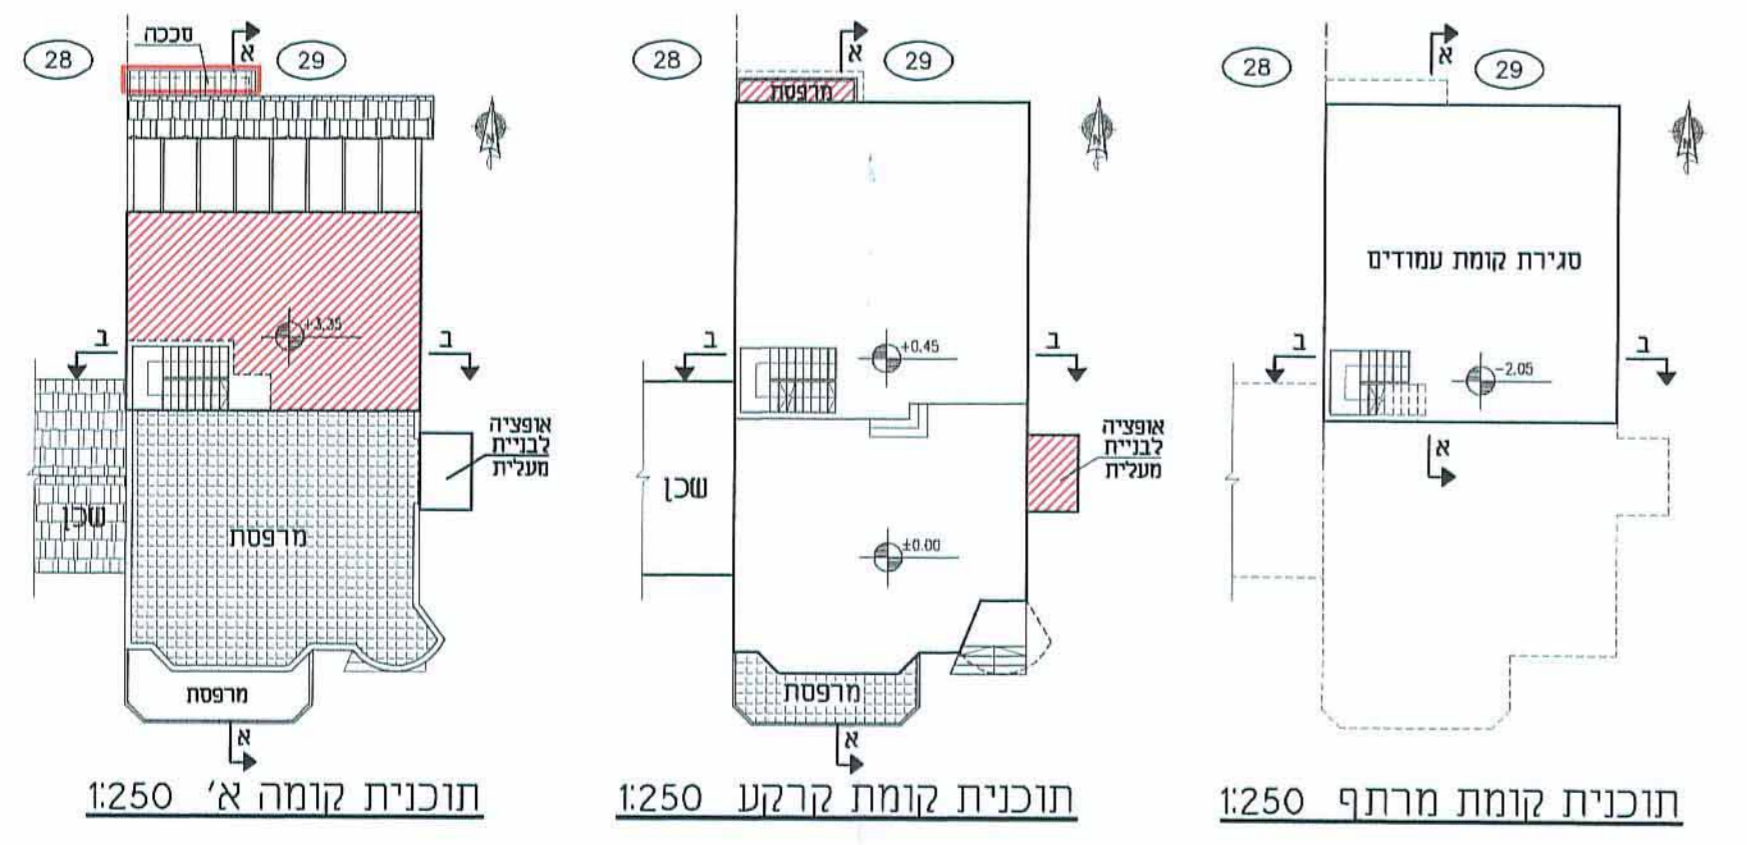 סככה
א
28
29
N
+3,35
ב
ב
אופציה
לבניית
מעלית
שכן
מרפסת
מרפסת
א
תוכנית קומה א' 1:250
28
א
29
מרפסת
N
ב
+0.45
ב
אופציה
לבניית
מעלית
שכן
±0.00
מרפסת
א
תוכנית קומת קרקע 1:250
28
א
29
N
סגירת קומת עמודים
ב
-2.05
ב
א
תוכנית קומת מרתף 1:250